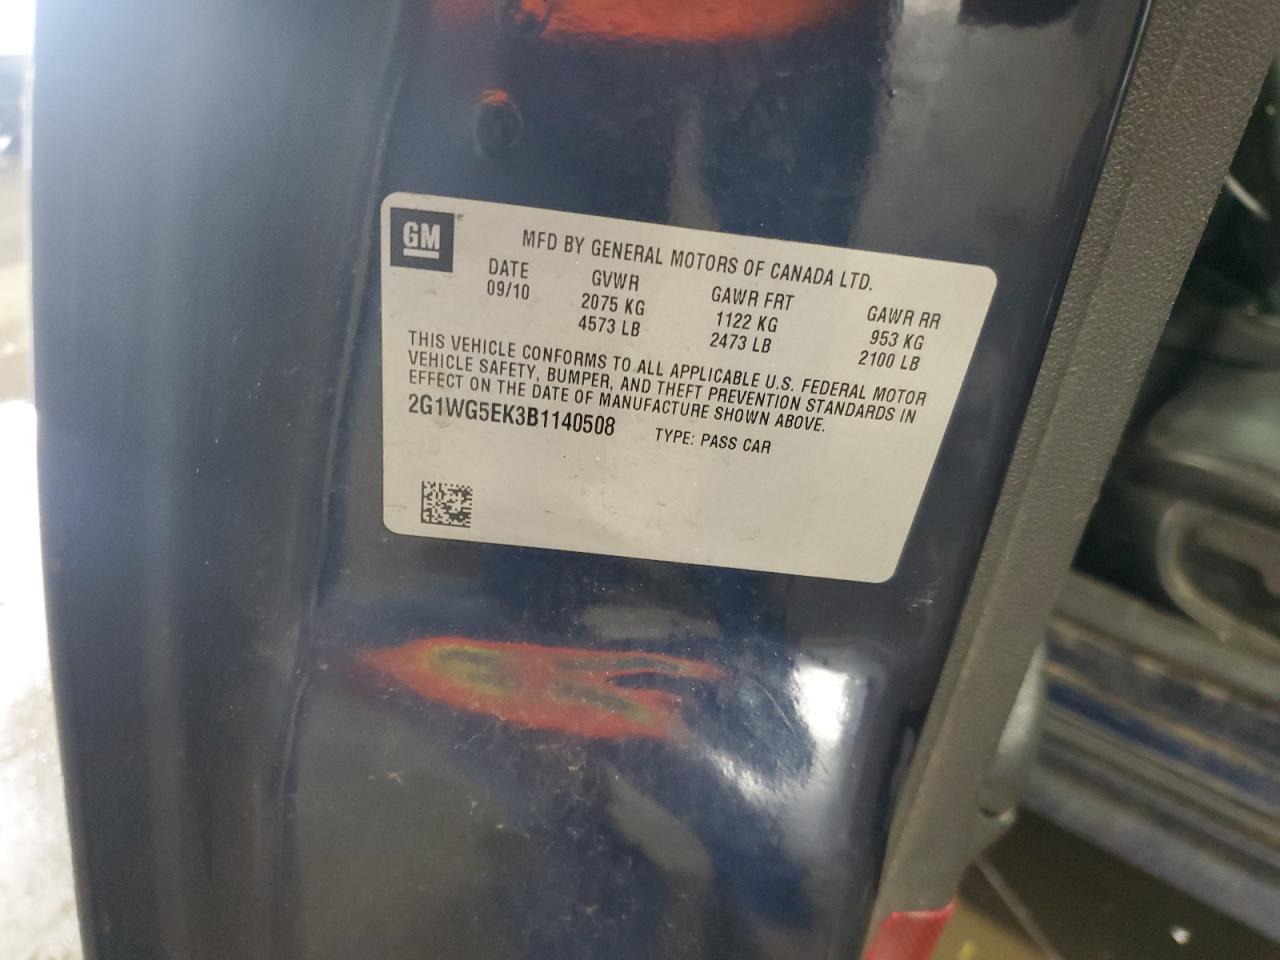 GM
MFD BY GENERAL MOTORS OF CANADA LTD.
DATE GVWR GAWR FRT GAWR RR
09/10 2075 KG 1122 KG 953 KG
4573 LB 2473 LB 2100 LB
THIS VEHICLE CONFORMS TO ALL APPLICABLE U.S. FEDERAL MOTOR
VEHICLE SAFETY, BUMPER, AND THEFT PREVENTION STANDARDS IN
EFFECT ON THE DATE OF MANUFACTURE SHOWN ABOVE.
2G1WG5EK3B1140508 TYPE: PASS CAR